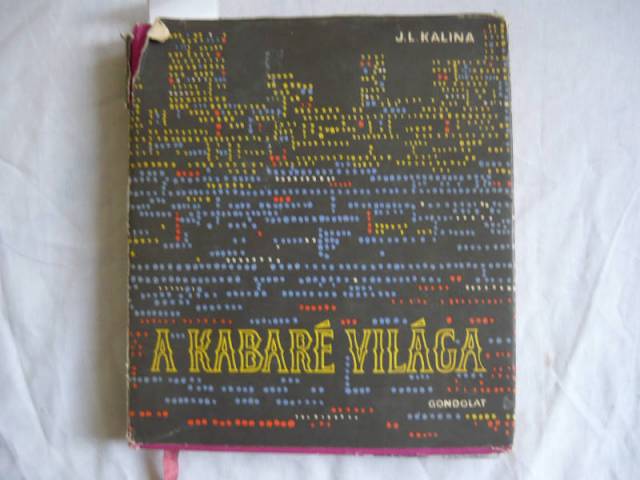 J.L. KALINA
A KABARÉ VILÁGA
GONDOLAT